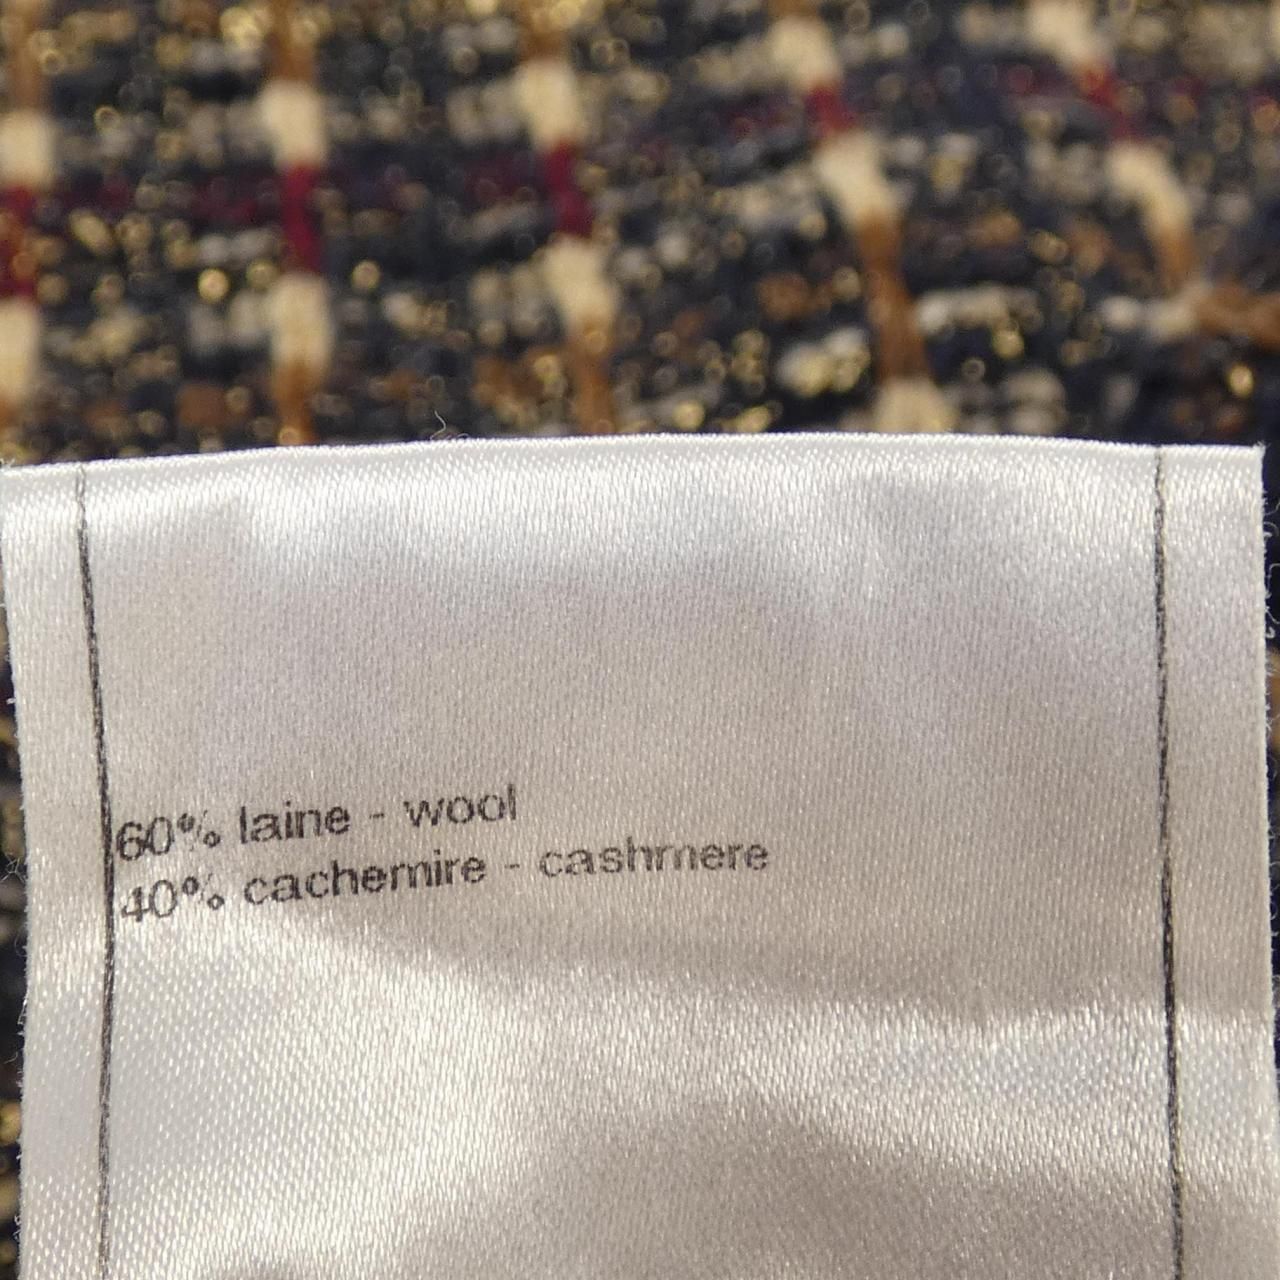 60% laine - wool
40% cachemire - cashmere